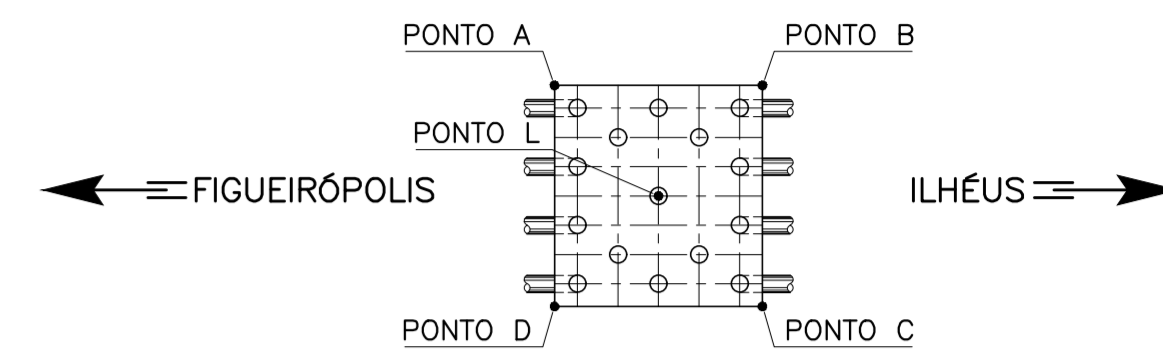 PONTO A
PONTO B
PONTO L
FIGUEIRÓPOLIS
ILHÉUS
PONTO D
PONTO C